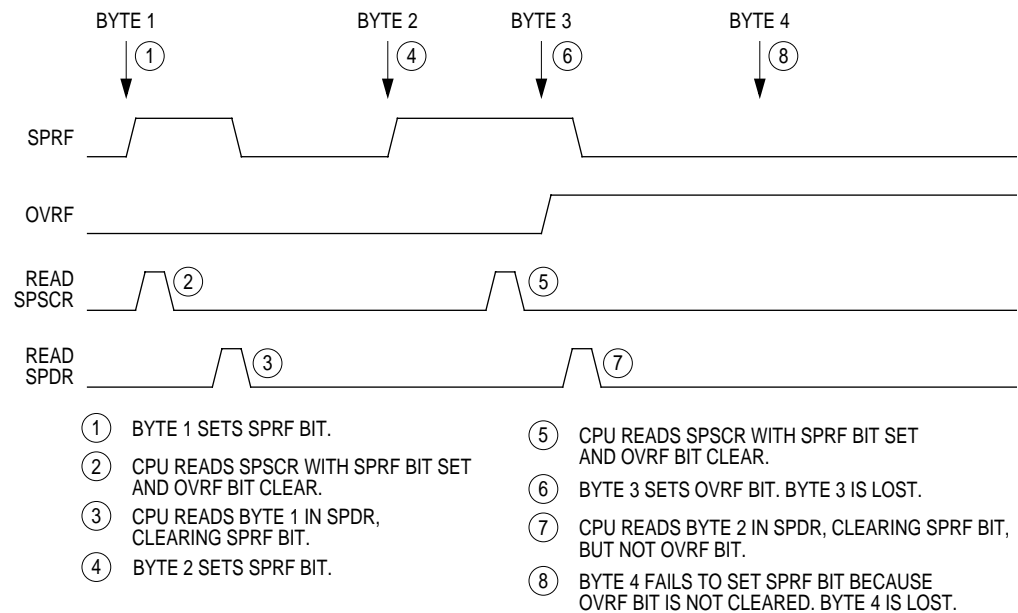 BYTE 1 BYTE 2 BYTE 3 BYTE 4
1 4 6 8
SPRF
OVRF
READ
SPSCR
2 5
READ
SPDR
3 7
1 BYTE 1 SETS SPRF BIT.
2 CPU READS SPSCR WITH SPRF BIT SET
AND OVRF BIT CLEAR.
3 CPU READS BYTE 1 IN SPDR,
CLEARING SPRF BIT.
4 BYTE 2 SETS SPRF BIT.
5 CPU READS SPSCR WITH SPRF BIT SET
AND OVRF BIT CLEAR.
6 BYTE 3 SETS OVRF BIT. BYTE 3 IS LOST.
7 CPU READS BYTE 2 IN SPDR, CLEARING SPRF BIT,
BUT NOT OVRF BIT.
8 BYTE 4 FAILS TO SET SPRF BIT BECAUSE
OVRF BIT IS NOT CLEARED. BYTE 4 IS LOST.